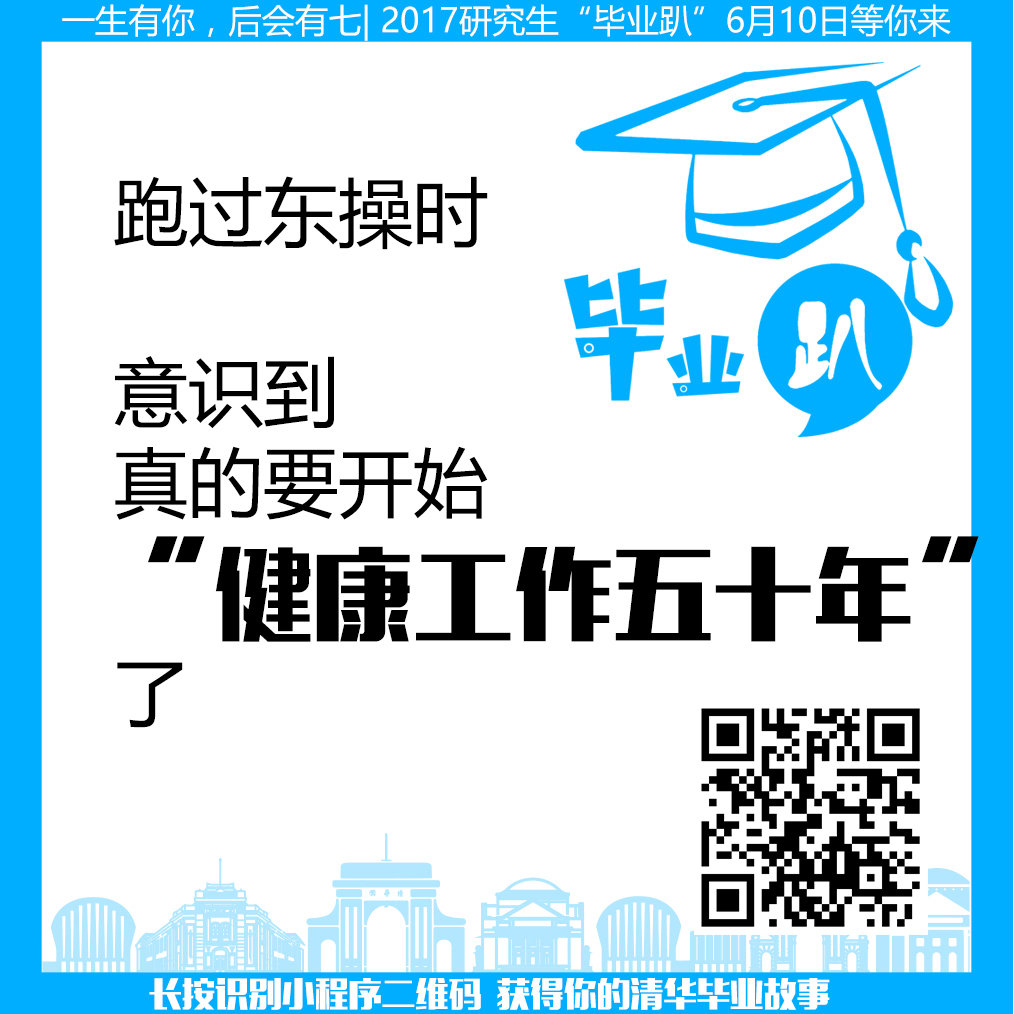 一生有你，后会有七| 2017研究生“毕业趴”6月10日等你来
毕业趴
跑过东操时
意识到
真的要开始
“健康工作五十年”
了
长按识别小程序二维码 获得你的清华毕业故事